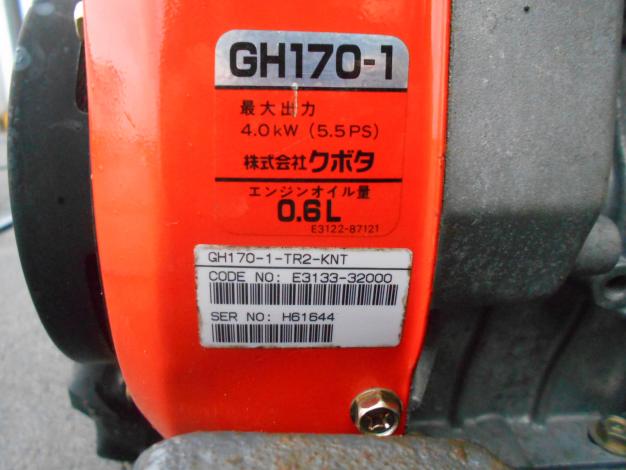 GH170-1
最大出力
4.0kW (5.5PS)
株式会社クボタ
エンジンオイル量
0.6L
E3122-87121
GH170-1-TR2-KNT
CODE NO: E3133-32000
SER NO: H61644